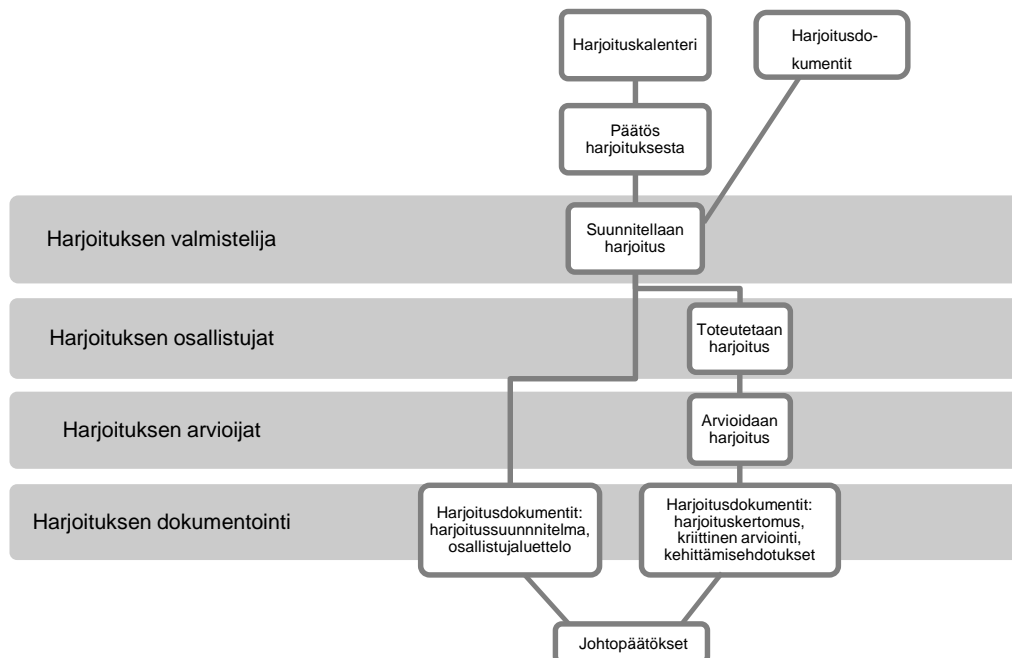 Harjoituskalenteri
Harjoitusdo-
kumentit
Päätös
harjoituksesta
Harjoituksen valmistelija
Suunnitellaan
harjoitus
Harjoituksen osallistujat
Toteutetaan
harjoitus
Harjoituksen arvioijat
Arvioidaan
harjoitus
Harjoituksen dokumentointi
Harjoitusdokumentit:
harjoitussuunnnitelma,
osallistujaluettelo
Harjoitusdokumentit:
harjoituskertomus,
kriittinen arviointi,
kehittämisehdotukset
Johtopäätökset